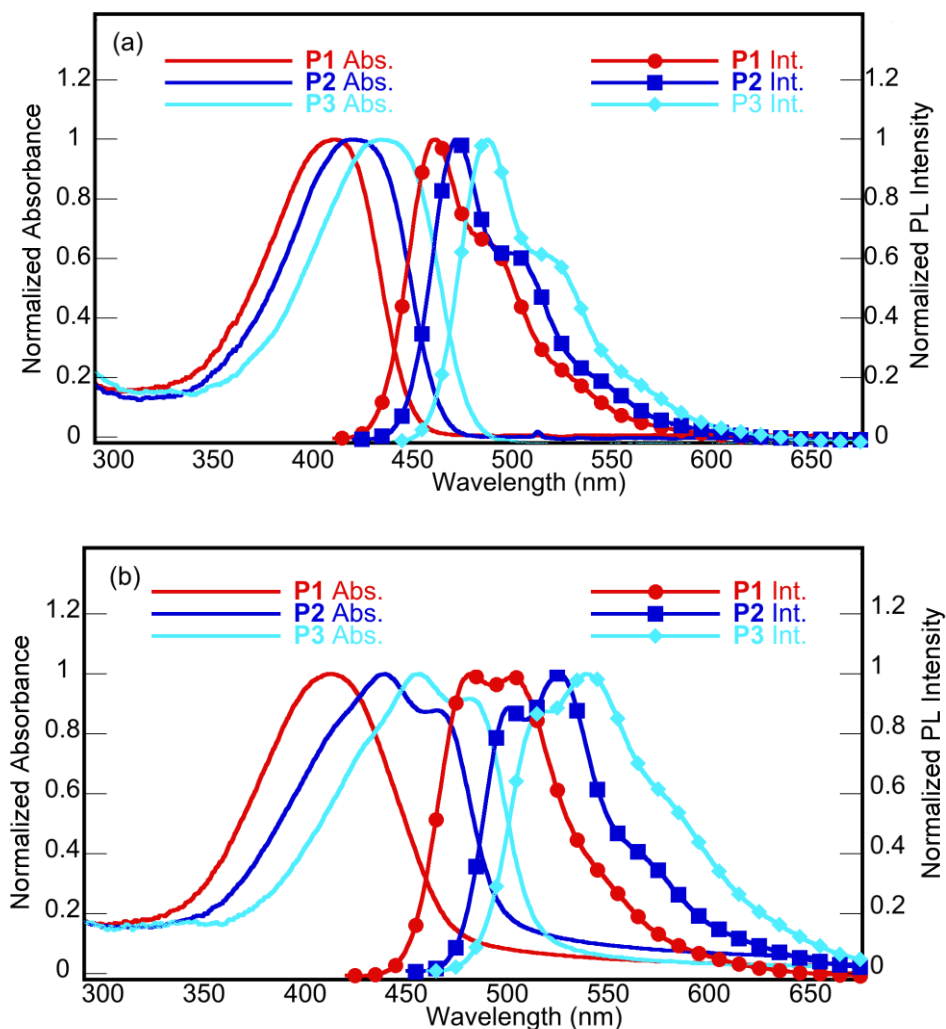 (a)
P1 Abs.
P2 Abs.
P3 Abs.
P1 Int.
P2 Int.
P3 Int.
Normalized Absorbance
1.2
1
0.8
0.6
0.4
0.2
0
Normalized PL Intensity
1.2
1
0.8
0.6
0.4
0.2
0
300 350 400 450 500 550 600 650
Wavelength (nm)
(b)
P1 Abs.
P2 Abs.
P3 Abs.
P1 Int.
P2 Int.
P3 Int.
Normalized Absorbance
1.2
1
0.8
0.6
0.4
0.2
0
Normalized PL Intensity
1.2
1
0.8
0.6
0.4
0.2
0
300 350 400 450 500 550 600 650
Wavelength (nm)